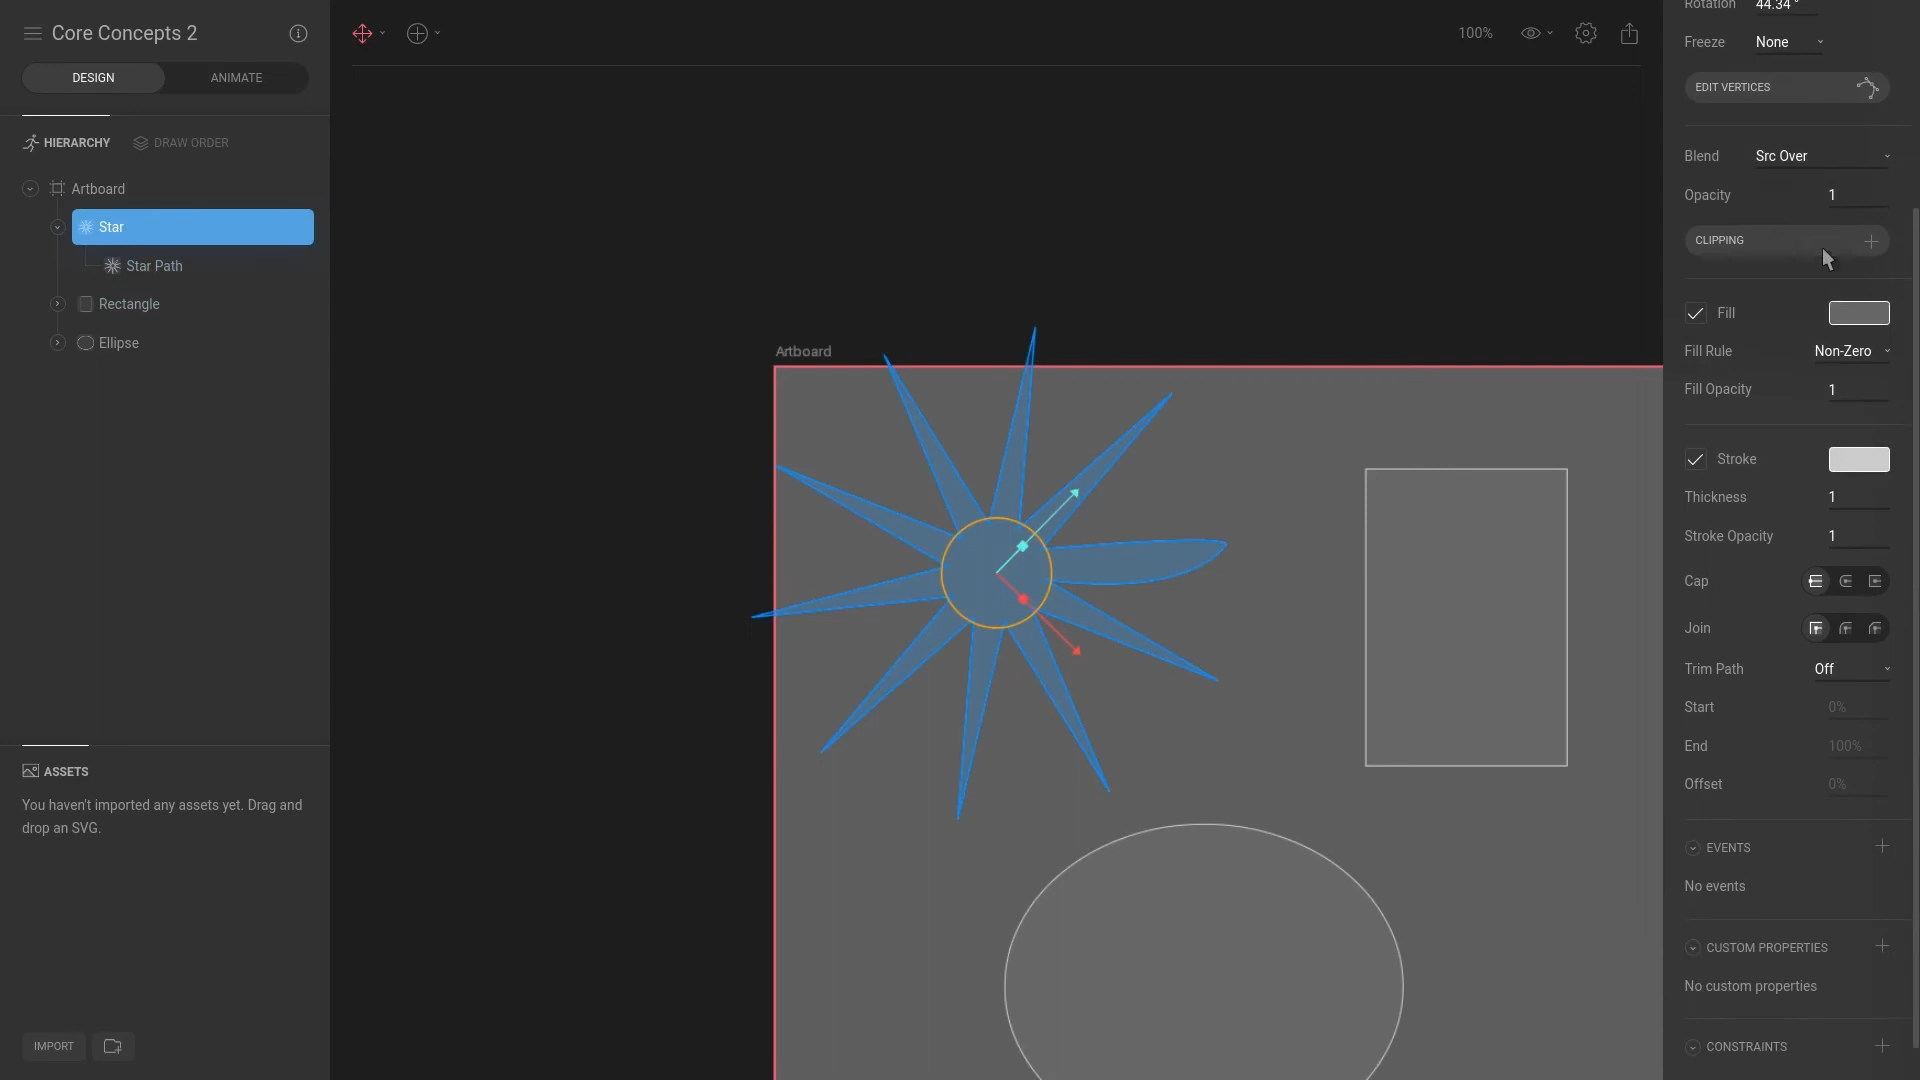 Core Concepts 2
DESIGN
ANIMATE
HIERARCHY
DRAW ORDER
Artboard
Star
Star Path
Rectangle
Ellipse
ASSETS
You haven't imported any assets yet. Drag and
drop an SVG.
IMPORT
100%
Artboard
Rotation 44.34 °
Freeze None
EDIT VERTICES
Blend Src Over
Opacity 1
CLIPPING
Fill
Fill Rule Non-Zero
Fill Opacity 1
Stroke
Thickness 1
Stroke Opacity 1
Cap
Join
Trim Path Off
Start 0%
End 100%
Offset 0%
EVENTS
No events
CUSTOM PROPERTIES
No custom properties
CONSTRAINTS